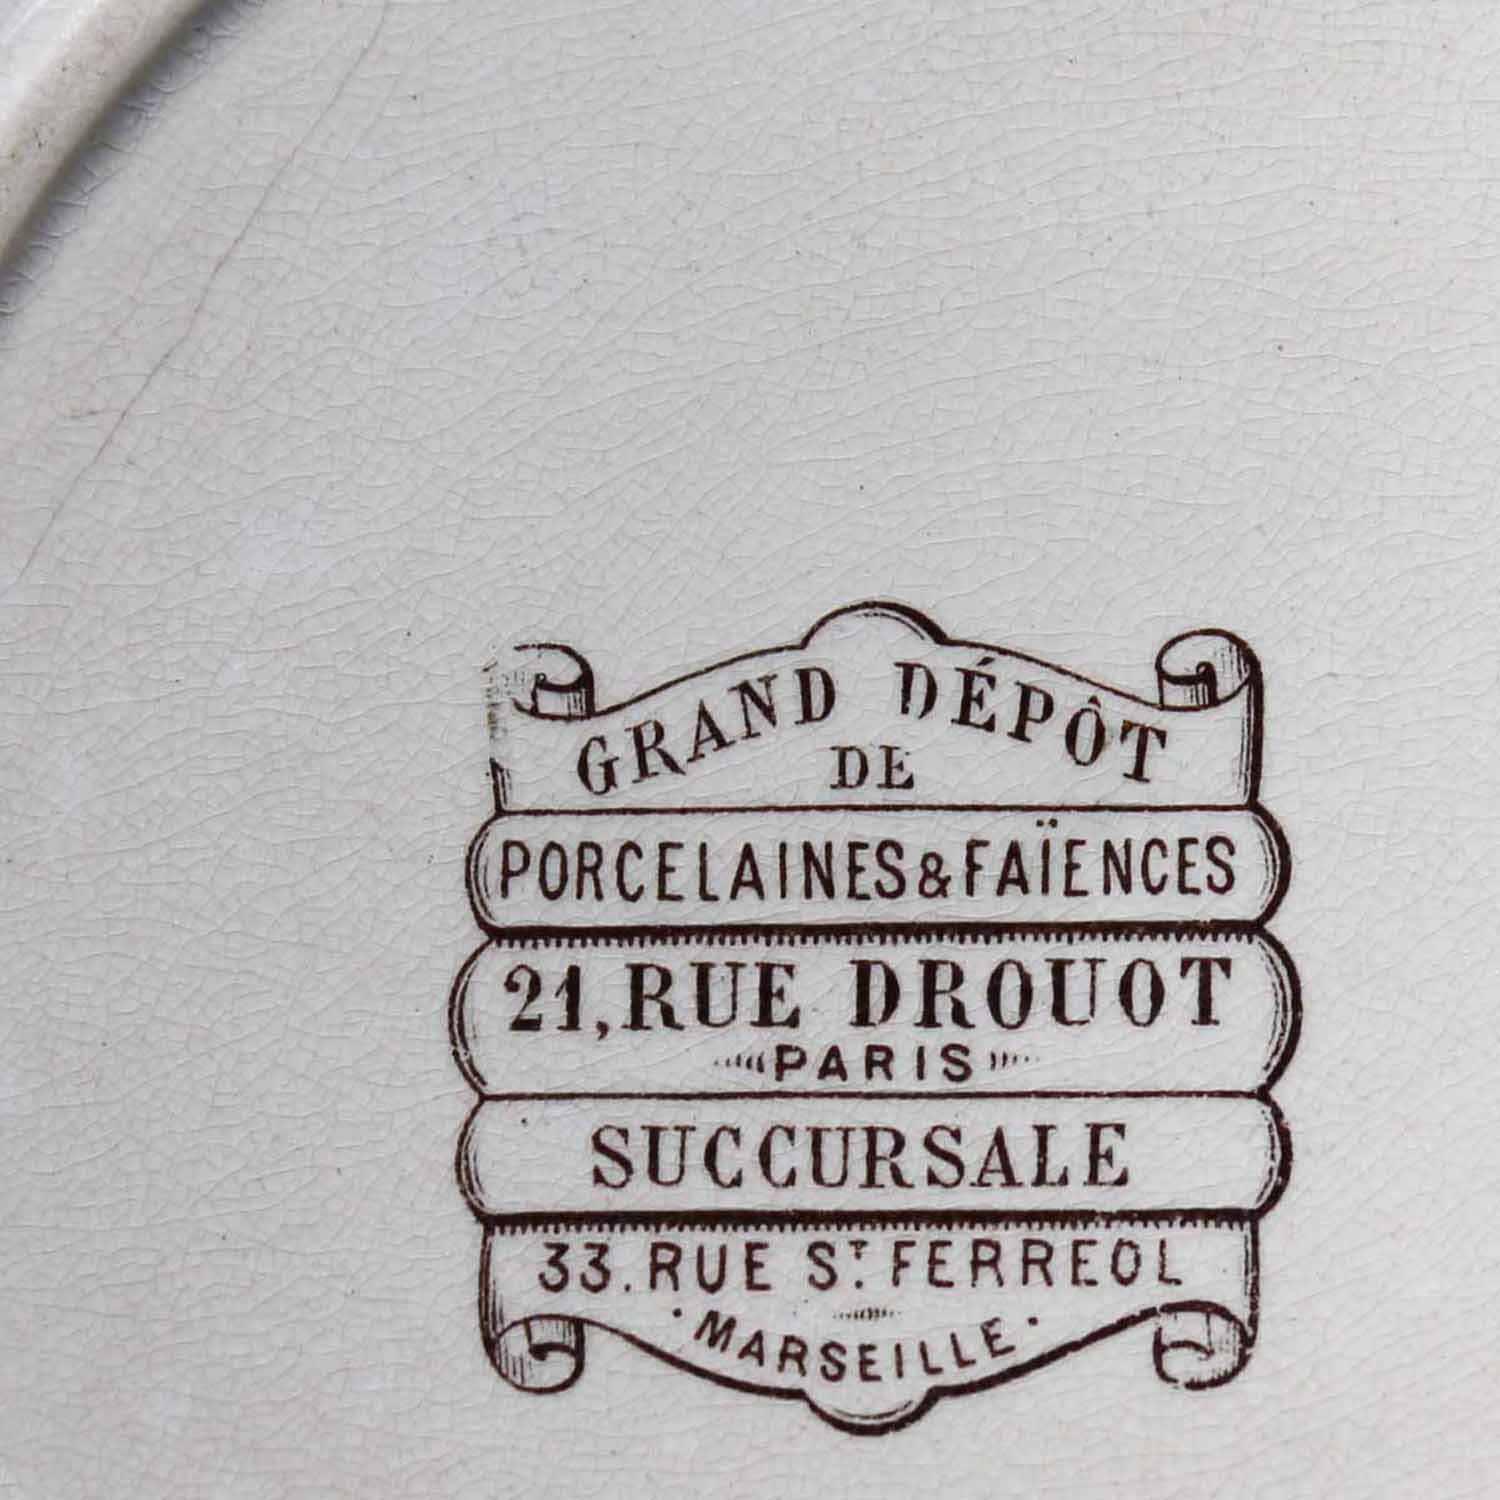 GRAND DÉPÔT
DE
PORCELAINES & FAÏENCES
21, RUE DROUOT
PARIS
SUCCURSALE
33. RUE ST. FERREOL
MARSEILLE